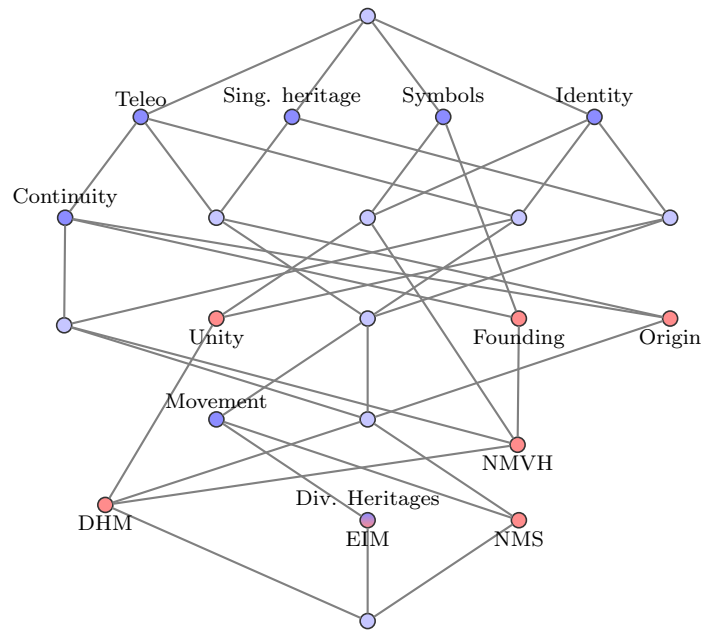 Teleo
Sing. heritage
Symbols
Identity
Continuity
Unity
Founding
Origin
Movement
NMVH
Div. Heritages
DHM
EIM
NMS